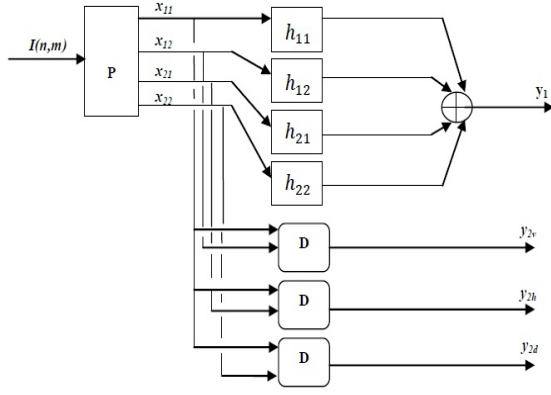 I(n,m)
P
x11
x12
x21
x22
h11
h12
h21
h22
y1
D
y2v
D
y2h
D
y2d